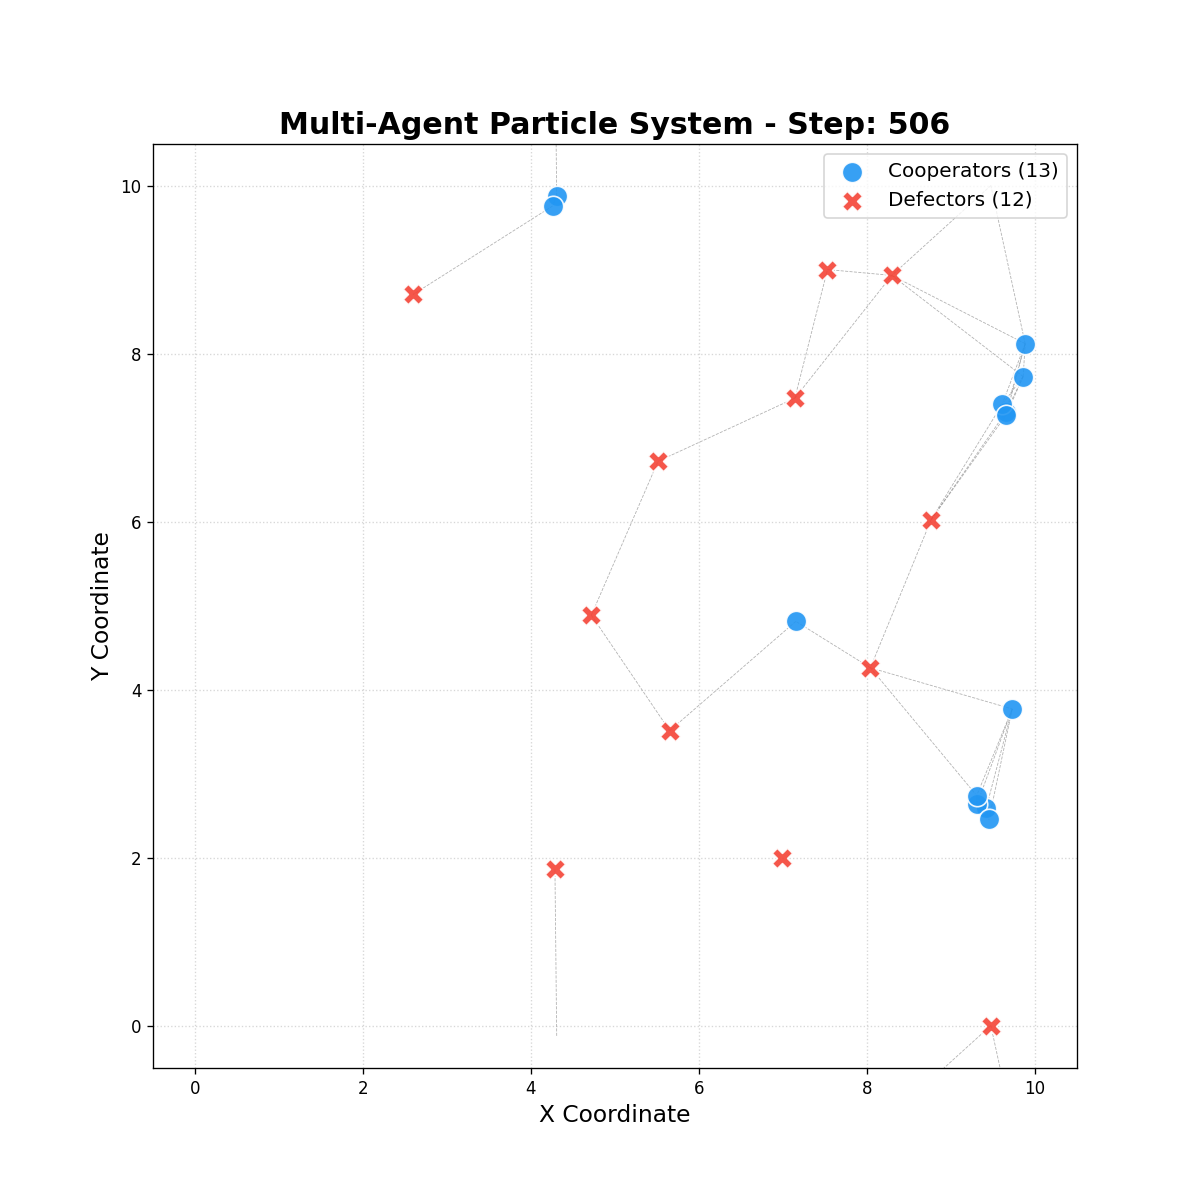 Multi-Agent Particle System - Step: 506
Cooperators (13)
Defectors (12)
10
8
6
4
2
0
Y Coordinate
0 2 4 6 8 10
X Coordinate